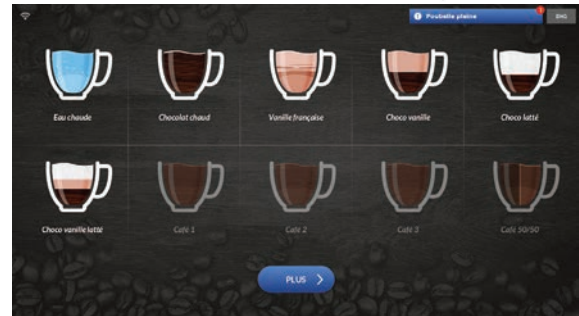 Poubelle pleine
1
ENG
Eau chaude
Chocolat chaud
Vanille française
Choco vanille
Choco latté
Choco vanille latté
Café 1
Café 2
Café 3
Café 50/50
PLUS